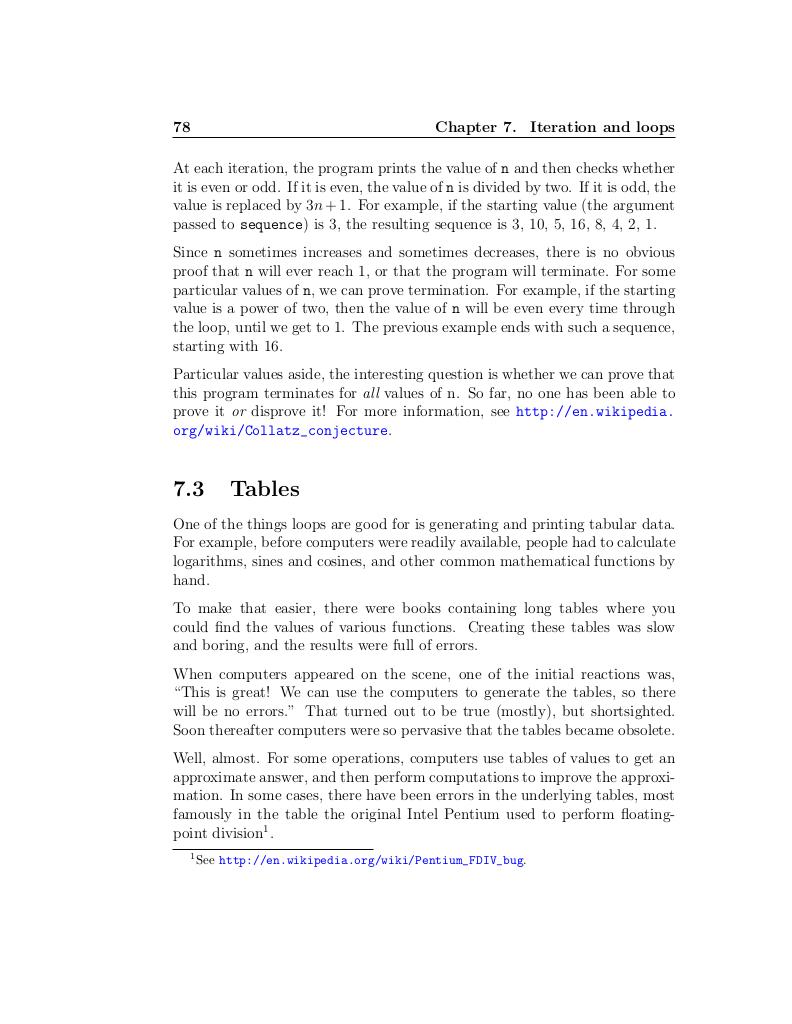 78 Chapter 7. Iteration and loops
At each iteration, the program prints the value of n and then checks whether
it is even or odd. If it is even, the value of n is divided by two. If it is odd, the
value is replaced by 3n + 1. For example, if the starting value (the argument
passed to sequence) is 3, the resulting sequence is 3, 10, 5, 16, 8, 4, 2, 1.
Since n sometimes increases and sometimes decreases, there is no obvious
proof that n will ever reach 1, or that the program will terminate. For some
particular values of n, we can prove termination. For example, if the starting
value is a power of two, then the value of n will be even every time through
the loop, until we get to 1. The previous example ends with such a sequence,
starting with 16.
Particular values aside, the interesting question is whether we can prove that
this program terminates for all values of n. So far, no one has been able to
prove it or disprove it! For more information, see http://en.wikipedia.
org/wiki/Collatz_conjecture.
7.3 Tables
One of the things loops are good for is generating and printing tabular data.
For example, before computers were readily available, people had to calculate
logarithms, sines and cosines, and other common mathematical functions by
hand.
To make that easier, there were books containing long tables where you
could find the values of various functions. Creating these tables was slow
and boring, and the results were full of errors.
When computers appeared on the scene, one of the initial reactions was,
“This is great! We can use the computers to generate the tables, so there
will be no errors.” That turned out to be true (mostly), but shortsighted.
Soon thereafter computers were so pervasive that the tables became obsolete.
Well, almost. For some operations, computers use tables of values to get an
approximate answer, and then perform computations to improve the approxi-
mation. In some cases, there have been errors in the underlying tables, most
famously in the table the original Intel Pentium used to perform floating-
point division¹.
¹See http://en.wikipedia.org/wiki/Pentium_FDIV_bug.